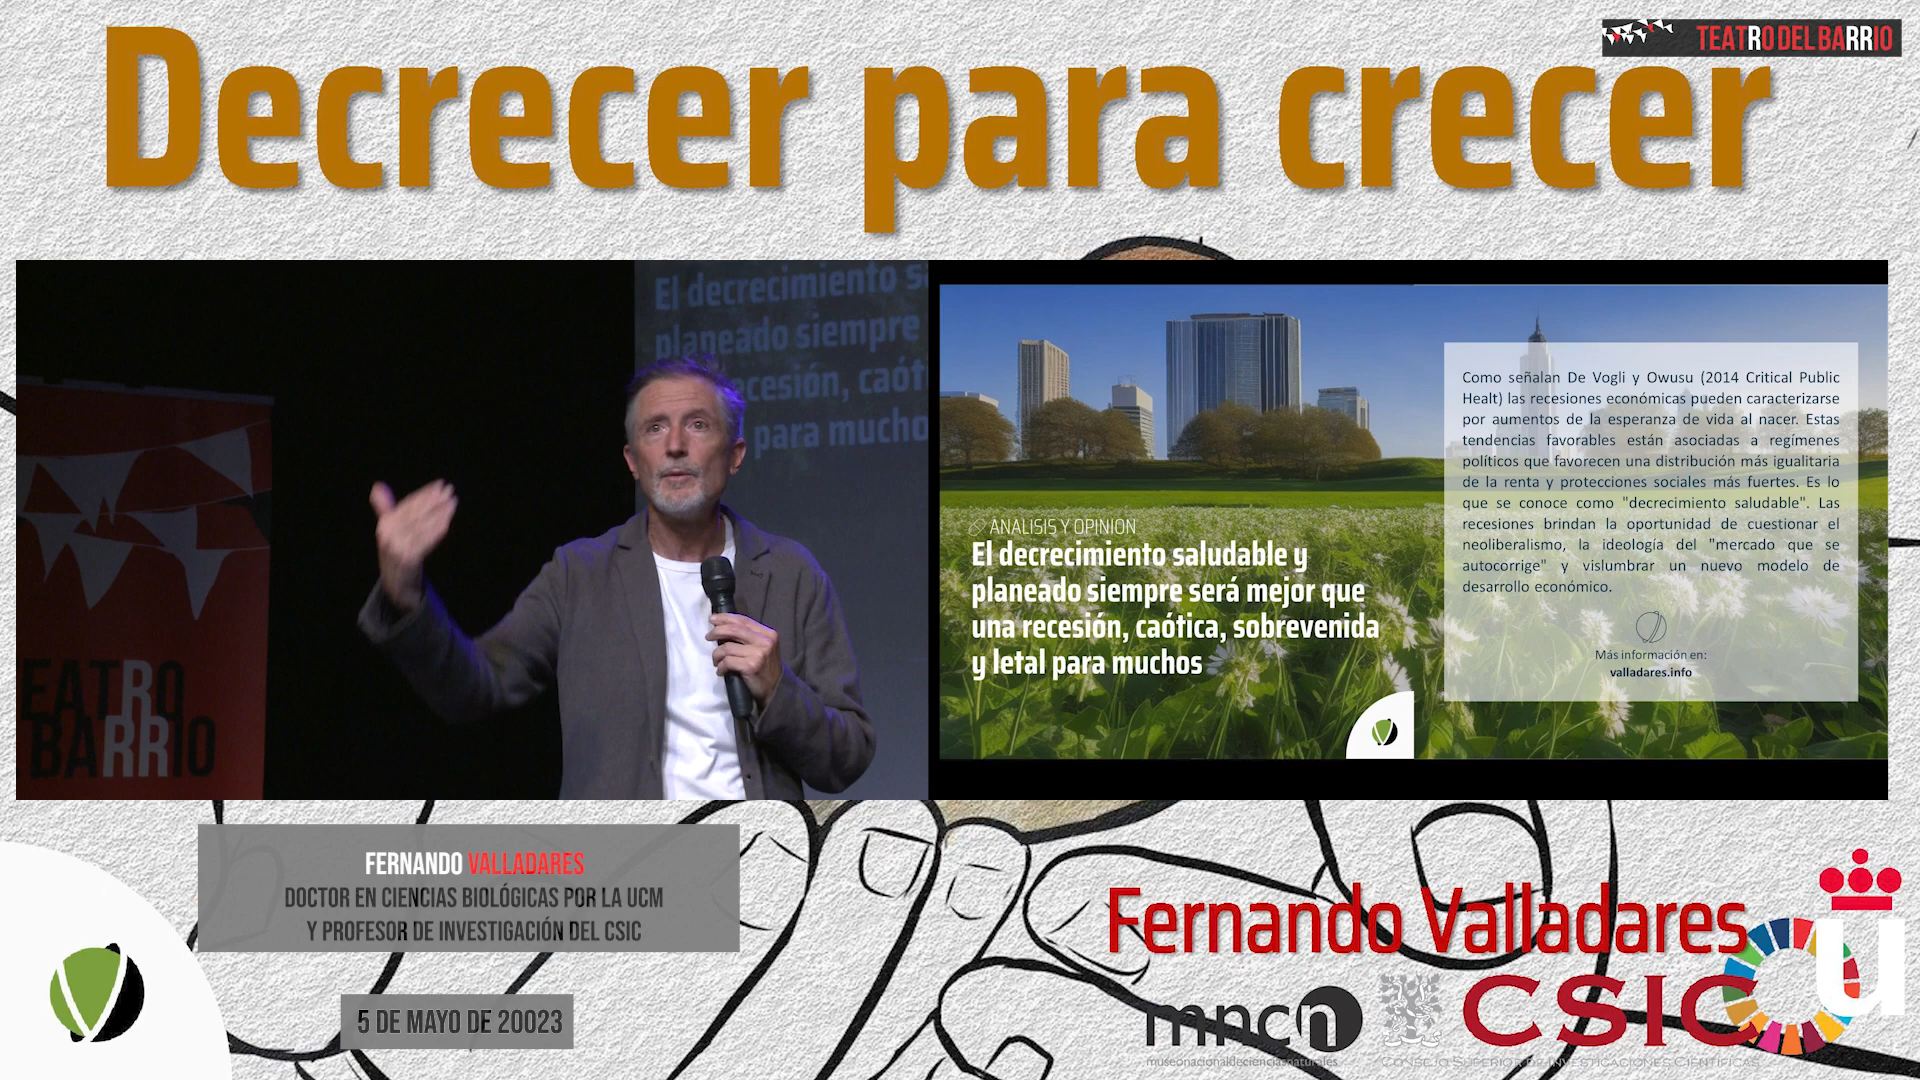 TEATRO DEL BARRIO
Decrecer para crecer
El decrecimiento s
planeado siempre
ecesión, caót
para mucho
EATRO
BARRIO
ANALISIS Y OPINION
El decrecimiento saludable y
planeado siempre será mejor que
una recesión, caótica, sobrevenida
y letal para muchos
Como señalan De Vogli y Owusu (2014 Critical Public
Healt) las recesiones económicas pueden caracterizarse
por aumentos de la esperanza de vida al nacer. Estas
tendencias favorables están asociadas a regímenes
políticos que favorecen una distribución más igualitaria
de la renta y protecciones sociales más fuertes. Es lo
que se conoce como "decrecimiento saludable". Las
recesiones brindan la oportunidad de cuestionar el
neoliberalismo, la ideología del "mercado que se
autocorrige" y vislumbrar un nuevo modelo de
desarrollo económico.
Más información en:
valladares.info
FERNANDO VALLADARES
DOCTOR EN CIENCIAS BIOLÓGICAS POR LA UCM
Y PROFESOR DE INVESTIGACIÓN DEL CSIC
5 DE MAYO DE 20023
Fernando Valladares
mncn
museonacionaldecienciasnaturales
CSIC
CONSEJO SUPERIOR DE INVESTIGACIONES CIENTÍFICAS
u